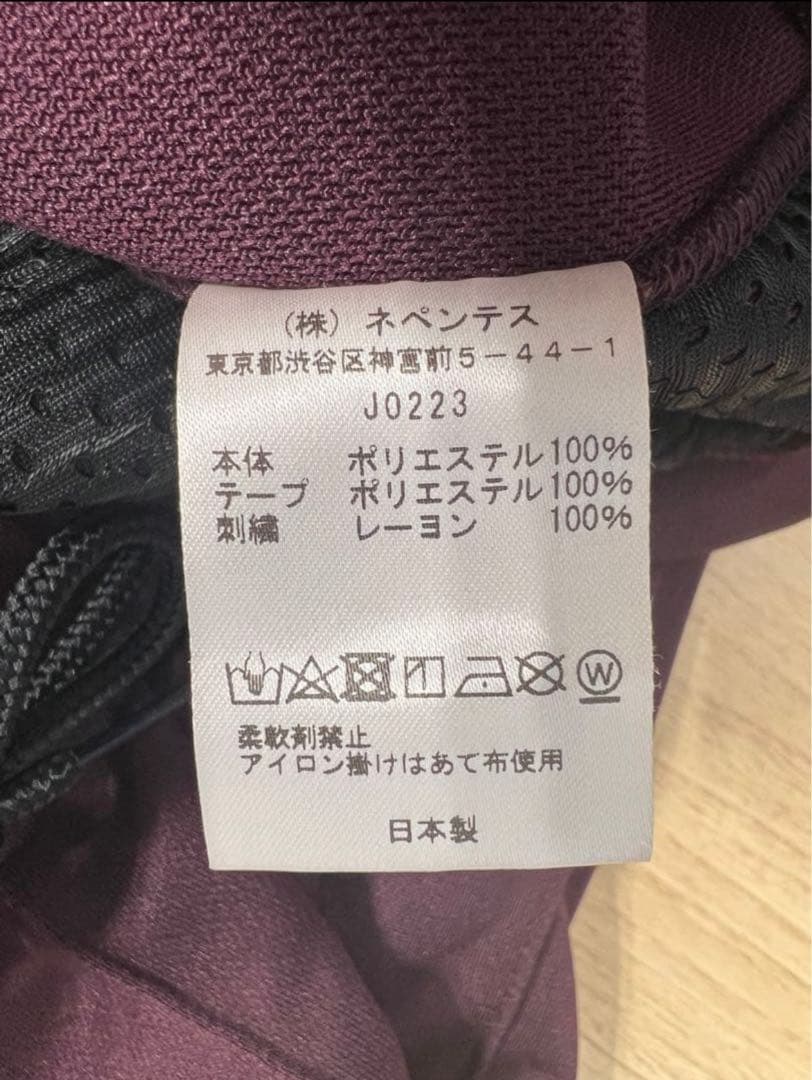 (株) ネペンテス
東京都渋谷区神宮前5-44-1
J0223
本体 ポリエステル100%
テープ ポリエステル100%
刺繍 レーヨン 100%
W
柔軟剤禁止
アイロン掛けはあて布使用
日本製